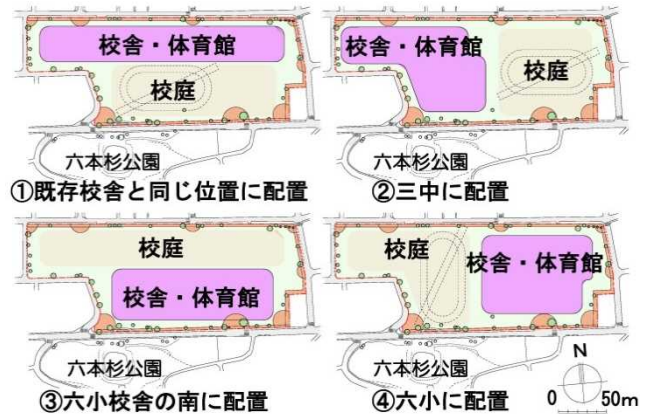 校舎・体育館
校庭
六本杉公園
①既存校舎と同じ位置に配置
校舎・体育館
校庭
六本杉公園
②三中に配置
校庭
校舎・体育館
六本杉公園
③六小校舎の南に配置
校庭
校舎・体育館
六本杉公園
④六小に配置
N
0 50m